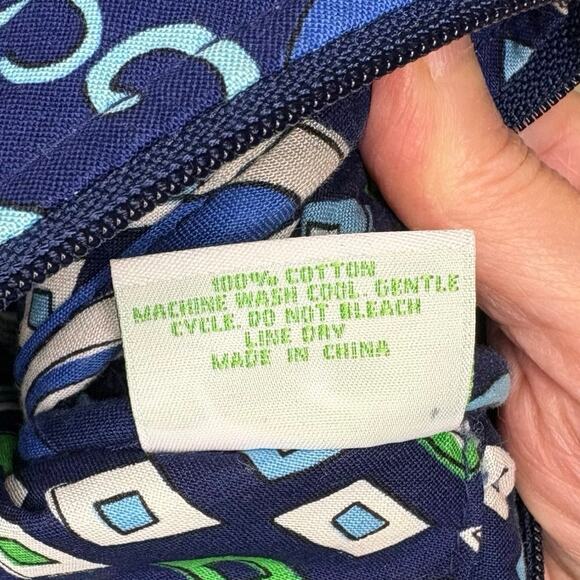 100% COTTON
MACHINE WASH COOL. GENTLE
CYCLE. DO NOT BLEACH
LINE DRY
MADE IN CHINA